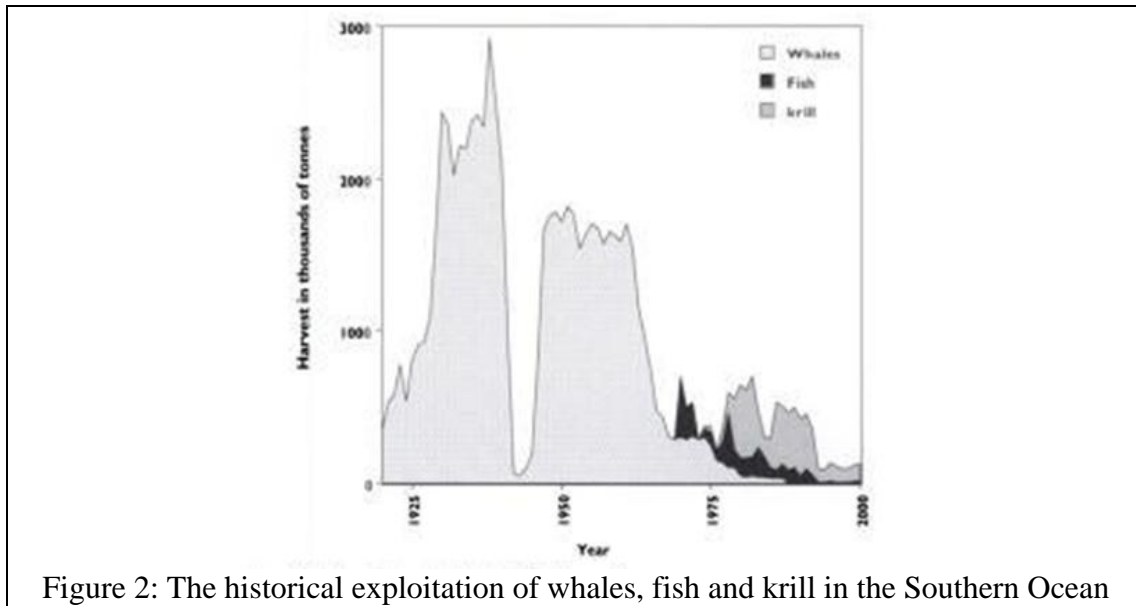 3000
2000
1000
0
Harvest in thousands of tonnes
Whales
Fish
krill
1925
1950
1975
2000
Year
Figure 2: The historical exploitation of whales, fish and krill in the Southern Ocean